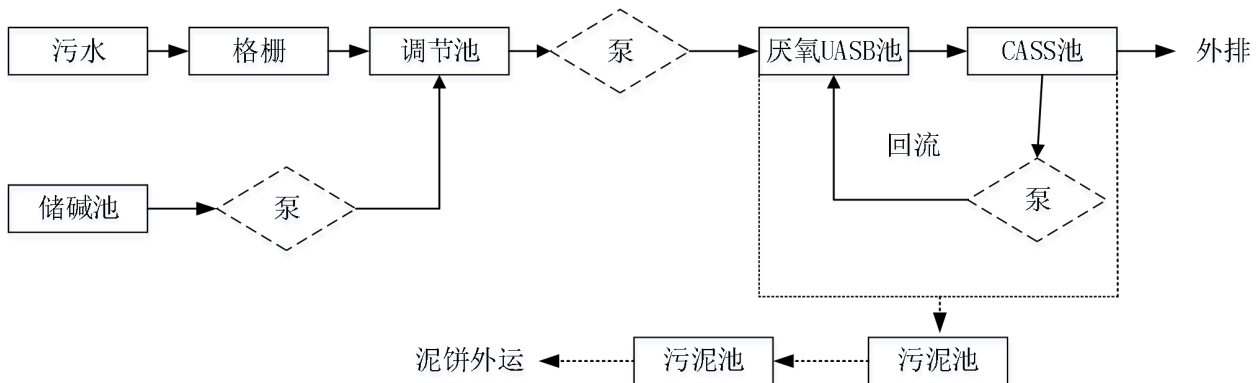 污水
格栅
调节池
泵
厌氧UASB池
CASS池
外排
回流
储碱池
泵
泵
泥饼外运
污泥池
污泥池